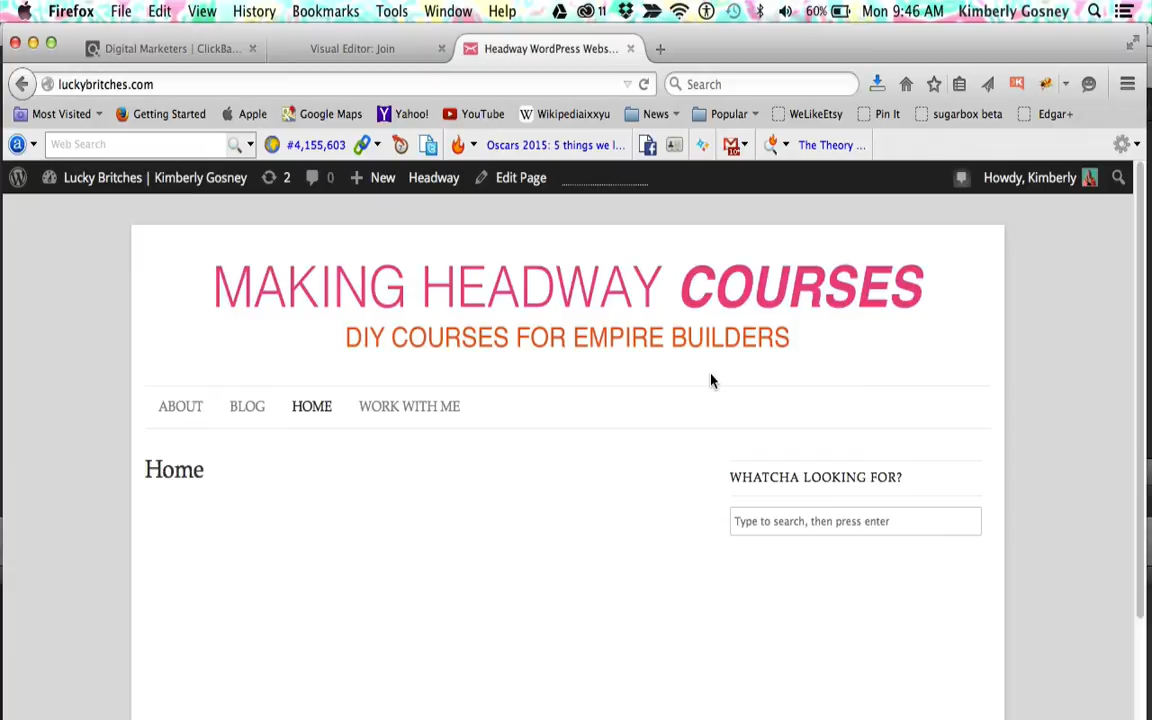 Firefox File Edit View History Bookmarks Tools Window Help 11 60% Mon 9:46 AM Kimberly Gosney
Digital Marketers | ClickBa... Visual Editor: Join Headway WordPress Webs...
luckybritches.com Search
Most Visited Getting Started Apple Google Maps Yahoo! YouTube Wikipediaixxyu News Popular WeLikeEtsy Pin It sugarbox beta Edgar+
Web Search #4,155,603 Oscars 2015: 5 things we l... The Theory ...
Lucky Britches | Kimberly Gosney 2 0 New Headway Edit Page Howdy, Kimberly
MAKING HEADWAY COURSES
DIY COURSES FOR EMPIRE BUILDERS
ABOUT BLOG HOME WORK WITH ME
Home
WHATCHA LOOKING FOR?
Type to search, then press enter